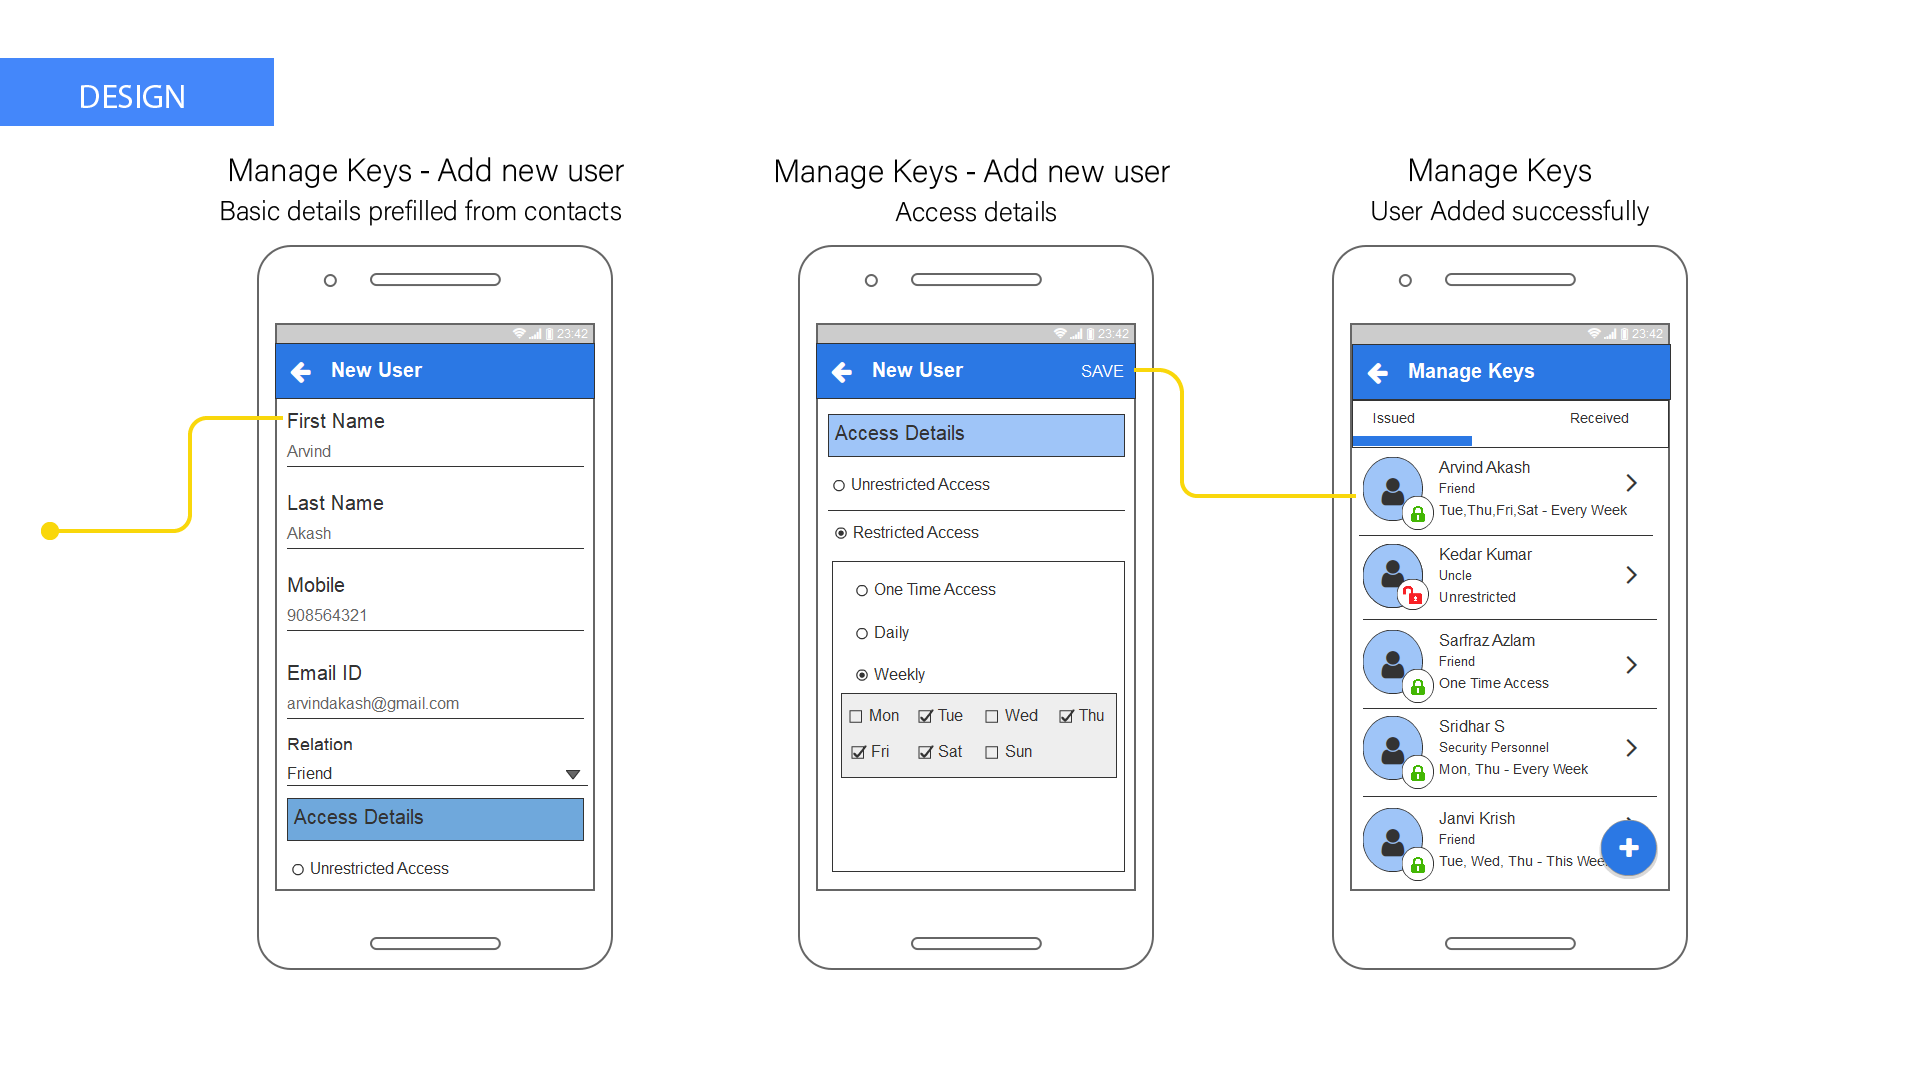 DESIGN
Manage Keys - Add new user
Basic details prefilled from contacts
23:42
New User
First Name
Arvind
Last Name
Akash
Mobile
908564321
Email ID
arvindakash@gmail.com
Relation
Friend
Access Details
Unrestricted Access
Manage Keys - Add new user
Access details
23:42
New User SAVE
Access Details
Unrestricted Access
Restricted Access
One Time Access
Daily
Weekly
Mon Tue Wed Thu
Fri Sat Sun
Manage Keys
User Added successfully
23:42
Manage Keys
Issued Received
Arvind Akash
Friend
Tue,Thu,Fri,Sat - Every Week
Kedar Kumar
Uncle
Unrestricted
Sarfraz Azlam
Friend
One Time Access
Sridhar S
Security Personnel
Mon, Thu - Every Week
Janvi Krish
Friend
Tue, Wed, Thu - This